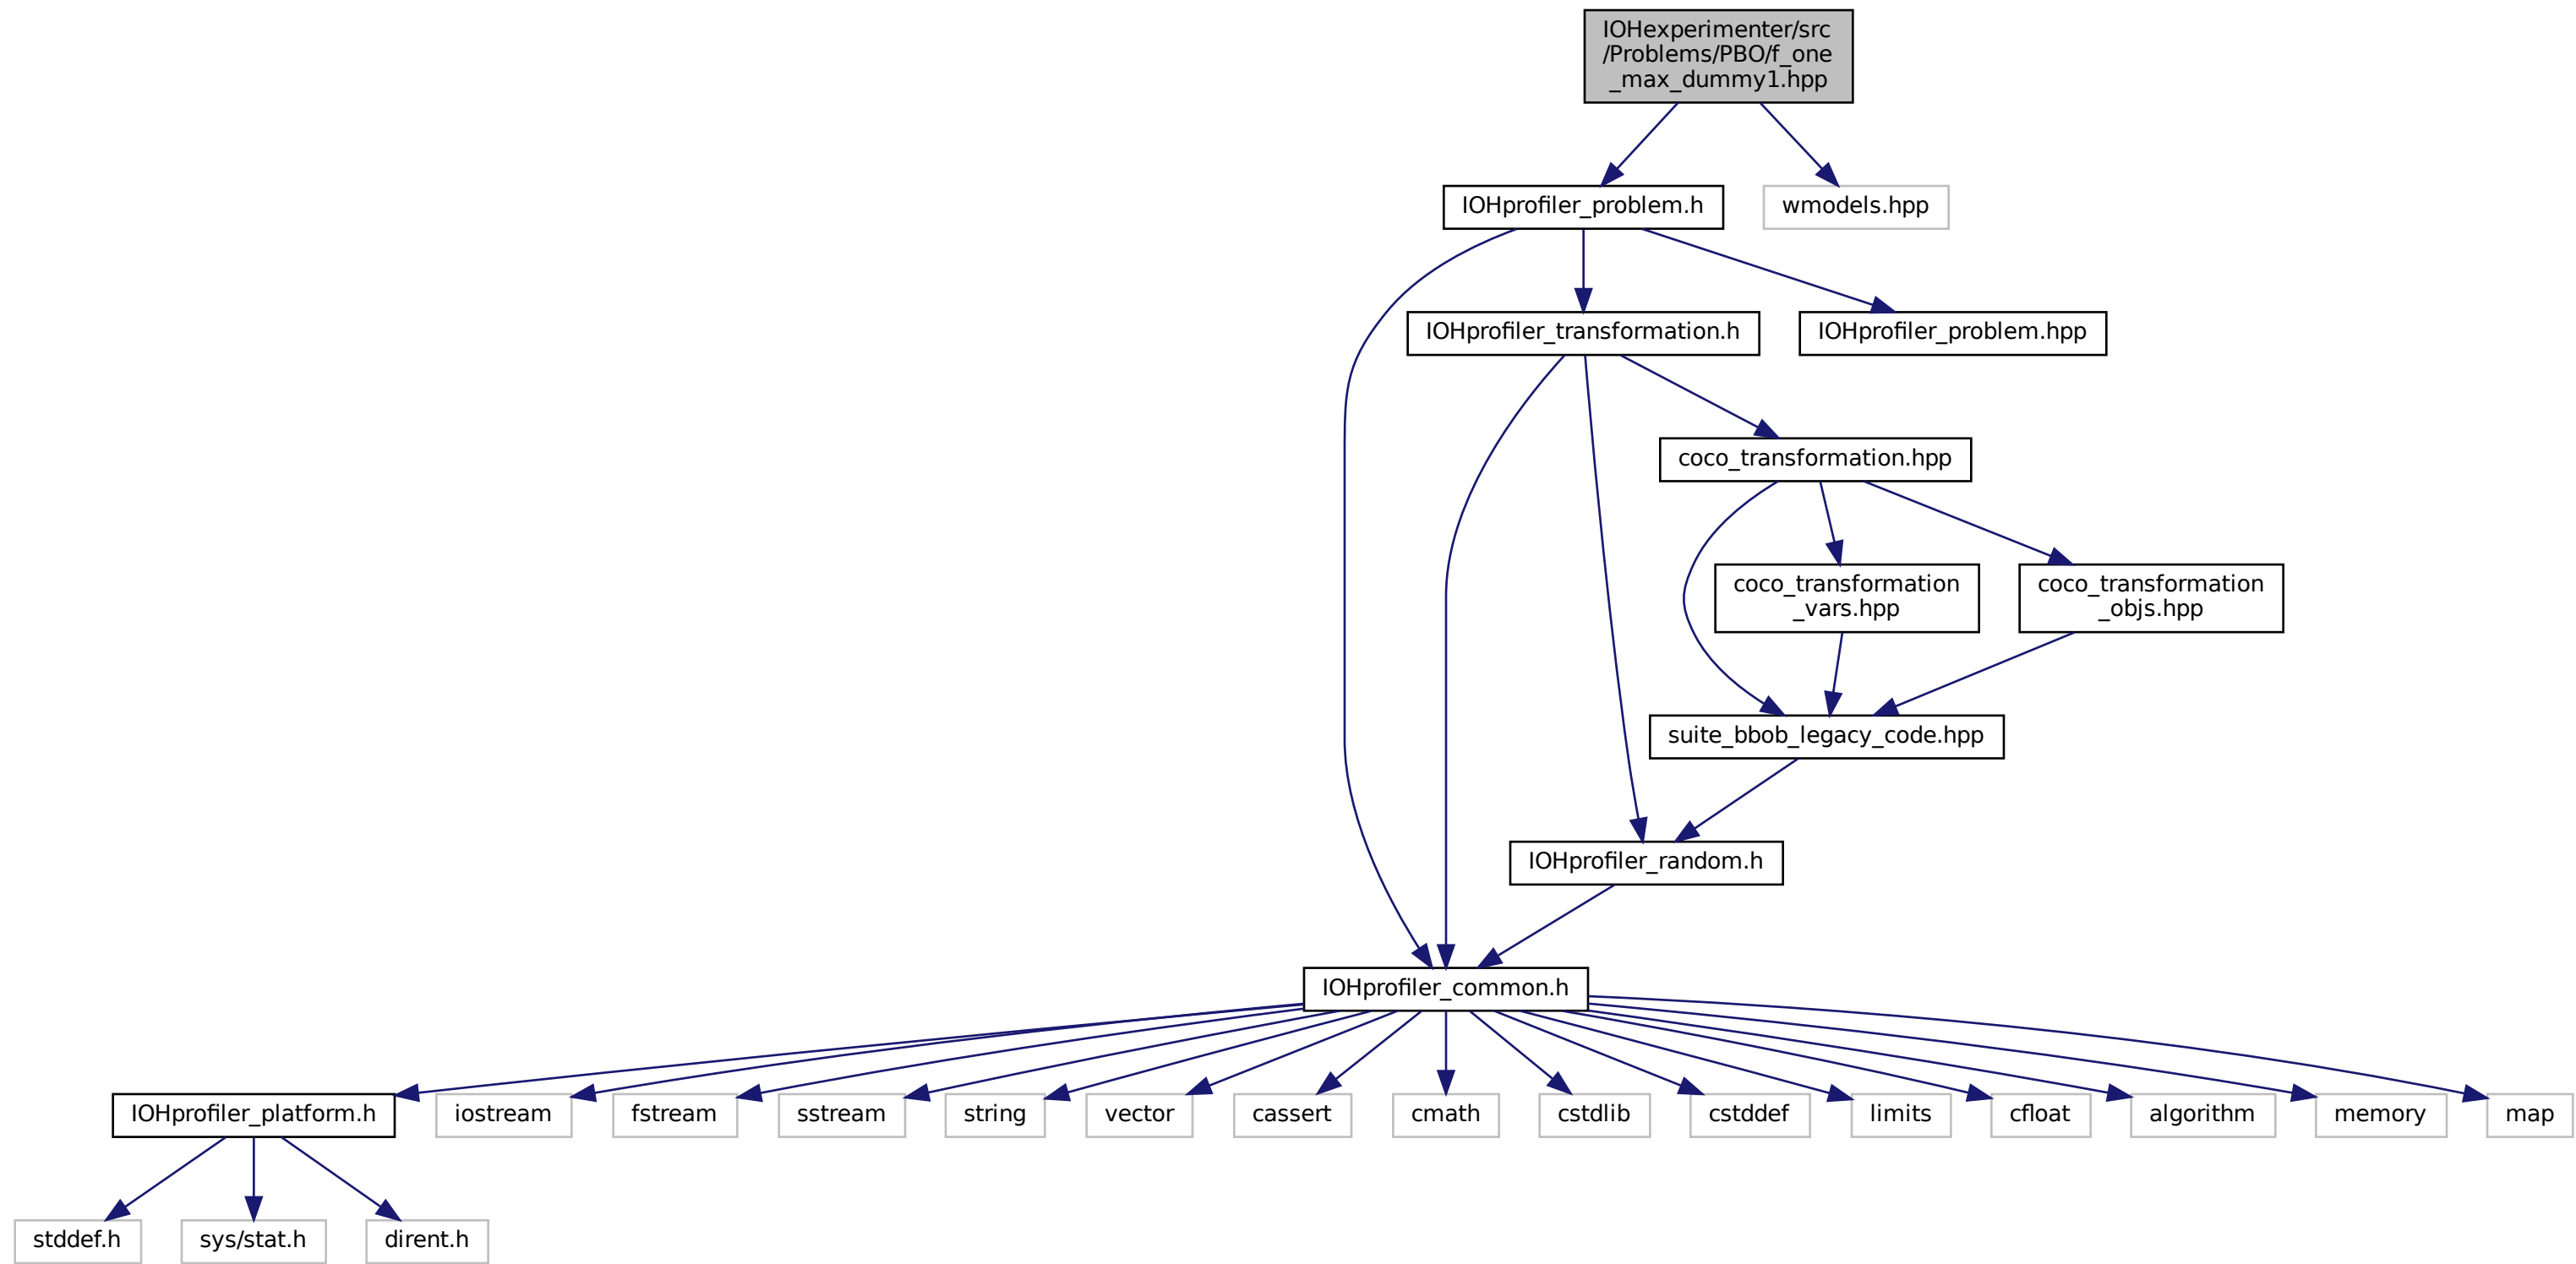 IOHexperimenter/src
/Problems/PBO/f_one
_max_dummy1.hpp
IOHprofiler_problem.h
wmodels.hpp
IOHprofiler_transformation.h
IOHprofiler_problem.hpp
coco_transformation.hpp
coco_transformation
_vars.hpp
coco_transformation
_objs.hpp
suite_bbob_legacy_code.hpp
IOHprofiler_random.h
IOHprofiler_common.h
IOHprofiler_platform.h
iostream
fstream
sstream
string
vector
cassert
cmath
cstdlib
cstddef
limits
cfloat
algorithm
memory
map
stddef.h
sys/stat.h
dirent.h